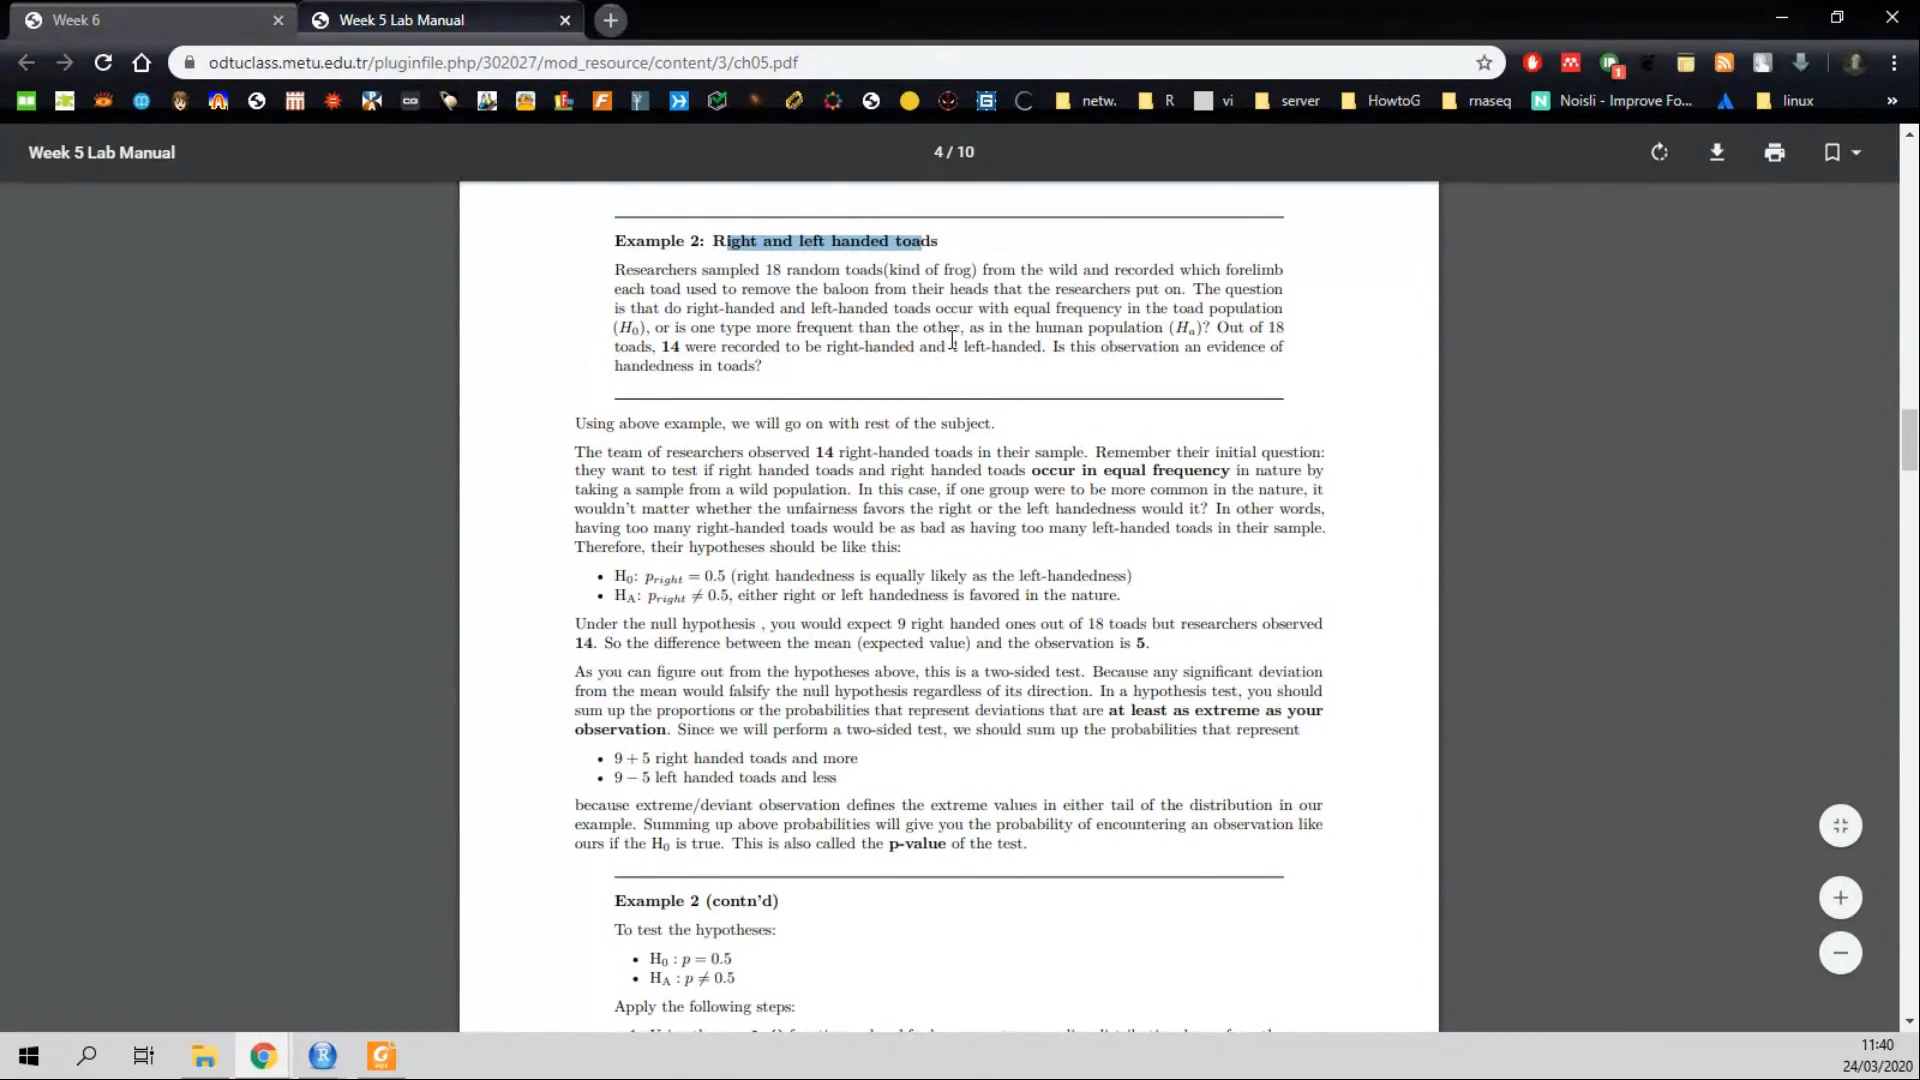 Week 6
Week 5 Lab Manual
odtuclass.metu.edu.tr/pluginfile.php/302027/mod_resource/content/3/ch05.pdf
netw.
R
vi
server
HowtoG
rnaseq
Noisli - Improve Fo...
linux
Week 5 Lab Manual
4 / 10
Example 2: Right and left handed toads
Researchers sampled 18 random toads(kind of frog) from the wild and recorded which forelimb
each toad used to remove the baloon from their heads that the researchers put on. The question
is that do right-handed and left-handed toads occur with equal frequency in the toad population
(H₀), or is one type more frequent than the other, as in the human population (Hₐ)? Out of 18
toads, 14 were recorded to be right-handed and left-handed. Is this observation an evidence of
handedness in toads?
Using above example, we will go on with rest of the subject.
The team of researchers observed 14 right-handed toads in their sample. Remember their initial question:
they want to test if right handed toads and right handed toads occur in equal frequency in nature by
taking a sample from a wild population. In this case, if one group were to be more common in the nature, it
wouldn't matter whether the unfairness favors the right or the left handedness would it? In other words,
having too many right-handed toads would be as bad as having too many left-handed toads in their sample.
Therefore, their hypotheses should be like this:
• H₀: p_right = 0.5 (right handedness is equally likely as the left-handedness)
• H_A: p_right ≠ 0.5, either right or left handedness is favored in the nature.
Under the null hypothesis , you would expect 9 right handed ones out of 18 toads but researchers observed
14. So the difference between the mean (expected value) and the observation is 5.
As you can figure out from the hypotheses above, this is a two-sided test. Because any significant deviation
from the mean would falsify the null hypothesis regardless of its direction. In a hypothesis test, you should
sum up the proportions or the probabilities that represent deviations that are at least as extreme as your
observation. Since we will perform a two-sided test, we should sum up the probabilities that represent
• 9 + 5 right handed toads and more
• 9 − 5 left handed toads and less
because extreme/deviant observation defines the extreme values in either tail of the distribution in our
example. Summing up above probabilities will give you the probability of encountering an observation like
ours if the H₀ is true. This is also called the p-value of the test.
Example 2 (contn'd)
To test the hypotheses:
• H₀ : p = 0.5
• H_A : p ≠ 0.5
Apply the following steps:
11:40
24/03/2020